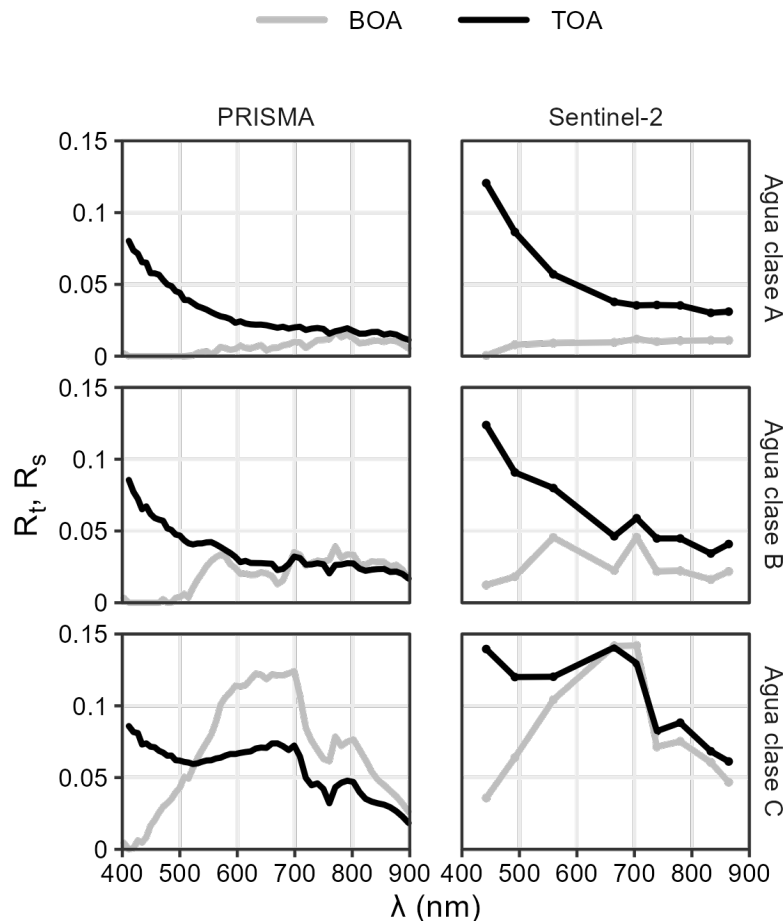 BOA TOA
PRISMA Sentinel-2
0.15
0.1
0.05
0
Agua clase A
0.15
0.1
0.05
0
Agua clase B
Rt, Rs
0.15
0.1
0.05
0
Agua clase C
400 500 600 700 800 900 400 500 600 700 800 900
λ (nm)